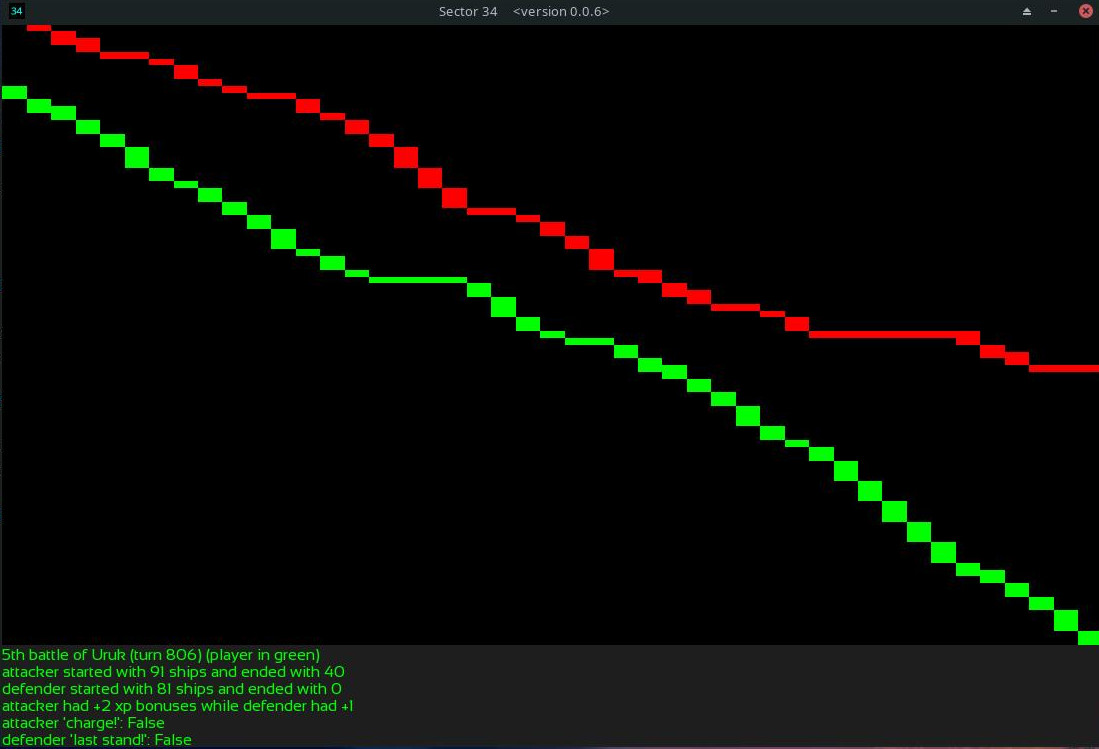 34
Sector 34 <version 0.0.6>
5th battle of Uruk (turn 806) (player in green)
attacker started with 91 ships and ended with 40
defender started with 81 ships and ended with 0
attacker had +2 xp bonuses while defender had +1
attacker 'charge!': False
defender 'last stand!': False